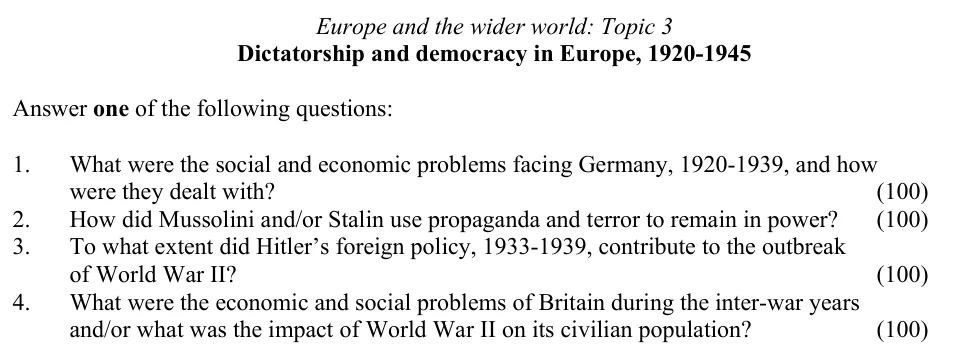 Europe and the wider world: Topic 3
Dictatorship and democracy in Europe, 1920-1945
Answer one of the following questions:
1. What were the social and economic problems facing Germany, 1920-1939, and how
were they dealt with? (100)
2. How did Mussolini and/or Stalin use propaganda and terror to remain in power? (100)
3. To what extent did Hitler’s foreign policy, 1933-1939, contribute to the outbreak
of World War II? (100)
4. What were the economic and social problems of Britain during the inter-war years
and/or what was the impact of World War II on its civilian population? (100)